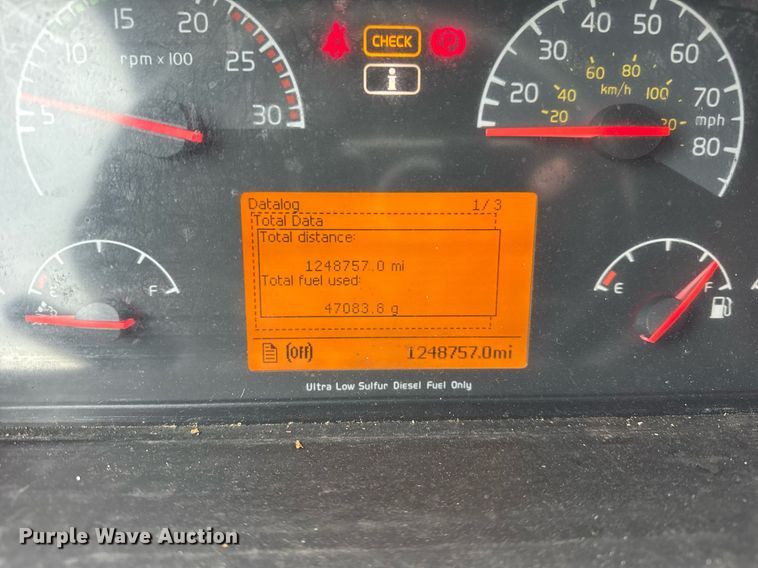 15 20
10 25
5 30
rpm x 100
CHECK
i
20 30 40 50 60 70 80
mph
20 40 60 80 100
km/h
Datalog 1/3
Total Data
Total distance:
1248757.0 mi
Total fuel used:
47083.8 g
(OFF) 1248757.0mi
F
E F
Ultra Low Sulfur Diesel Fuel Only
Purple Wave Auction